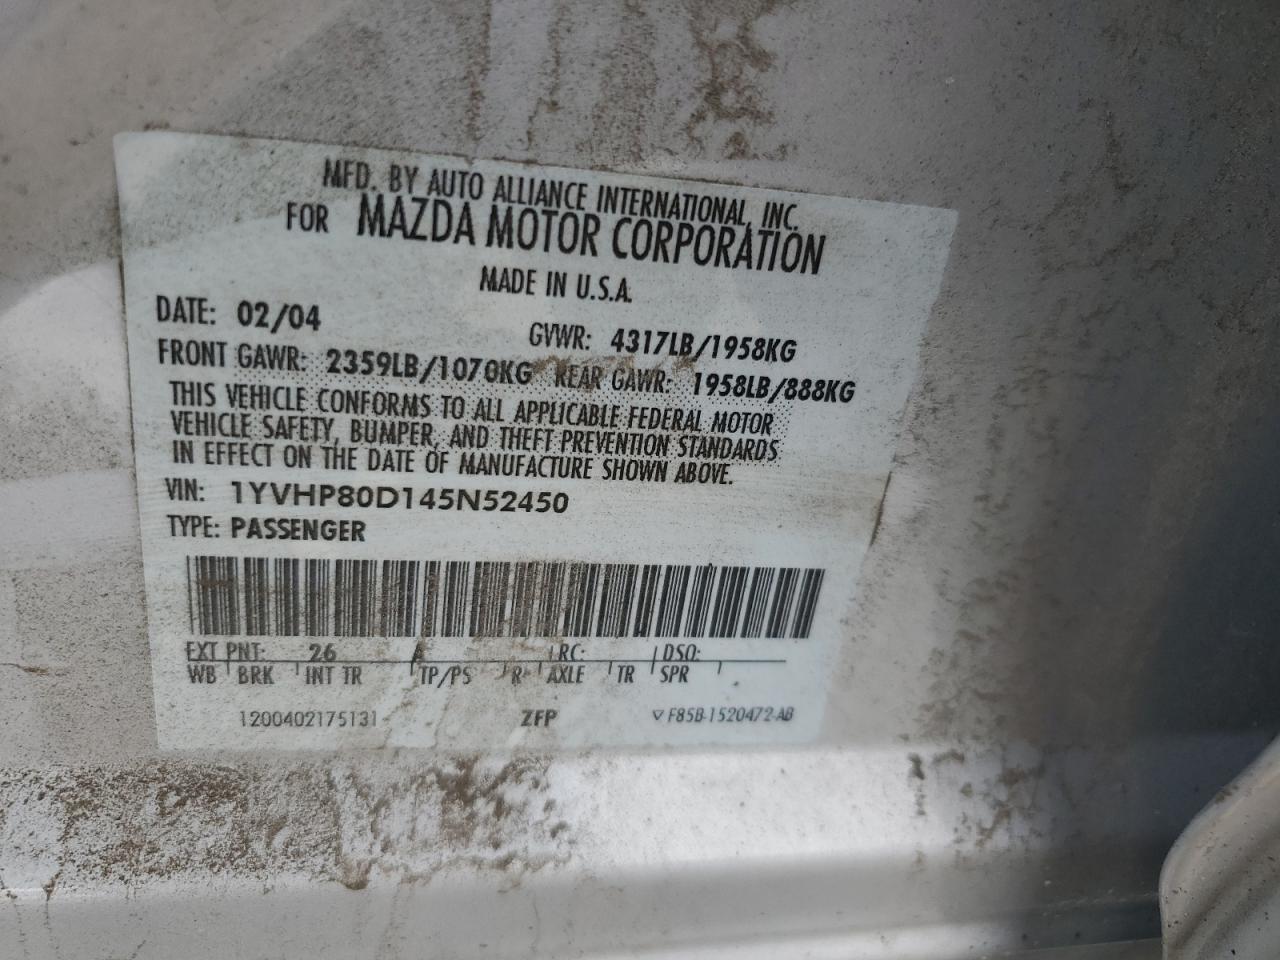 MFD. BY AUTO ALLIANCE INTERNATIONAL, INC.
FOR MAZDA MOTOR CORPORATION
MADE IN U.S.A.
DATE: 02/04
GVWR: 4317LB/1958KG
FRONT GAWR: 2359LB/1070KG REAR GAWR: 1958LB/888KG
THIS VEHICLE CONFORMS TO ALL APPLICABLE FEDERAL MOTOR
VEHICLE SAFETY, BUMPER, AND THEFT PREVENTION STANDARDS
IN EFFECT ON THE DATE OF MANUFACTURE SHOWN ABOVE.
VIN: 1YVHP80D145N52450
TYPE: PASSENGER
EXT PNT: 26 RC: DSO:
WB BRK INT TR TP/PS R AXLE TR SPR
1200402175131 ZFP F85B-1520472-AB